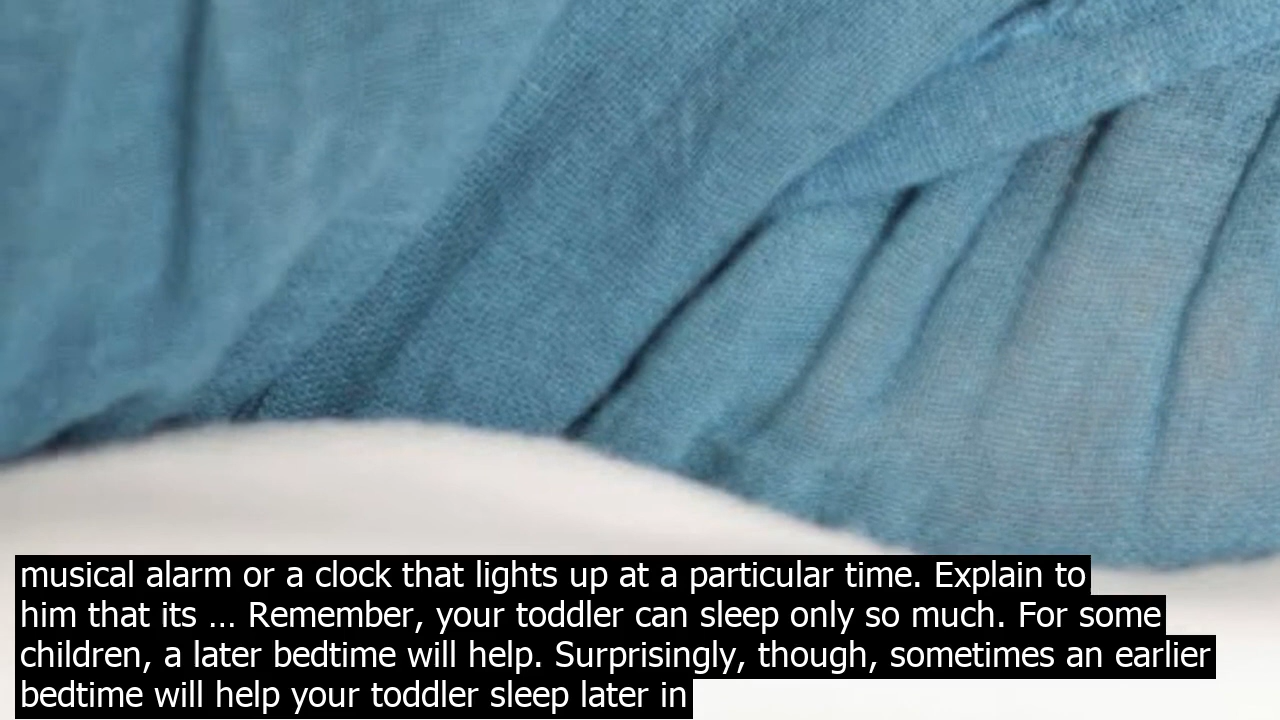 musical alarm or a clock that lights up at a particular time. Explain to
him that its … Remember, your toddler can sleep only so much. For some
children, a later bedtime will help. Surprisingly, though, sometimes an earlier
bedtime will help your toddler sleep later in